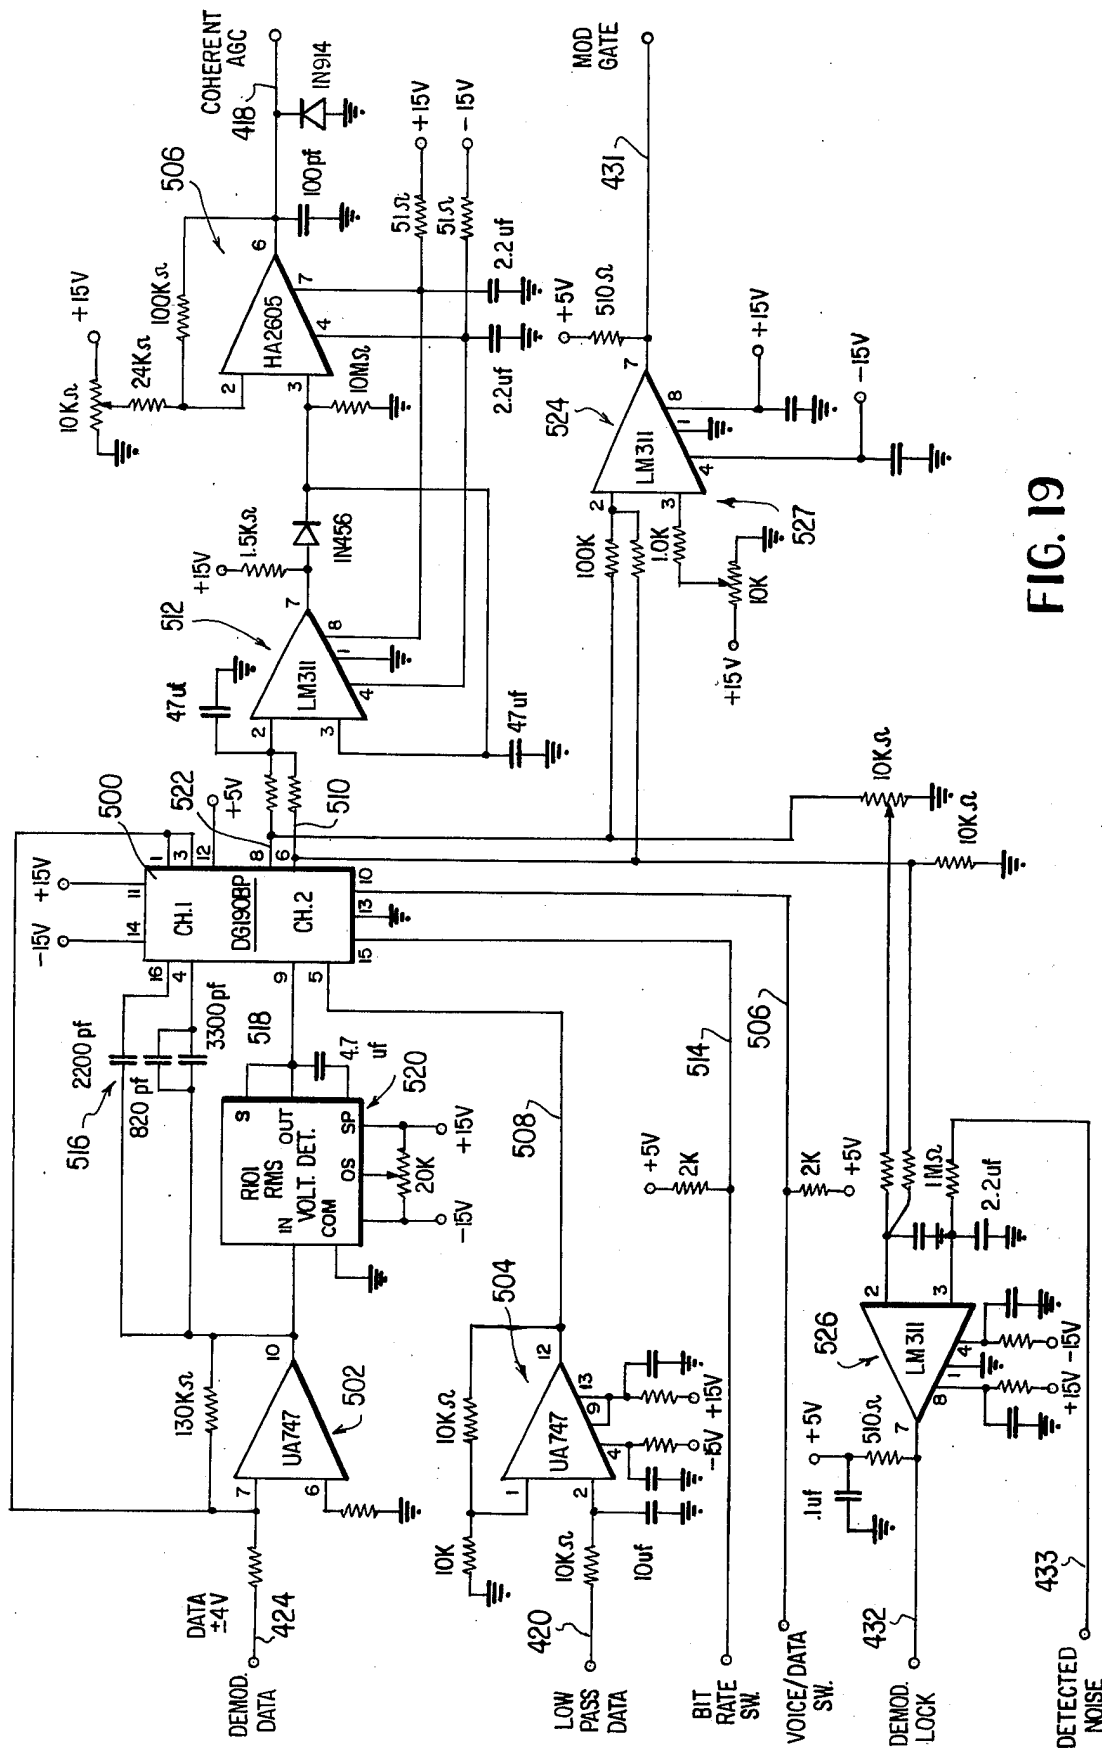 COHERENT
AGC
418
1N914
506
100pf
+15V
10KΩ
24KΩ
100KΩ
2
3
6
7
4
HA2605
10MΩ
51Ω
+15V
51Ω
-15V
2.2uf
2.2uf
512
+15V
1.5KΩ
1N456
47uf
2
3
7
8
1
4
LM311
47uf
MOD
GATE
431
+5V
510Ω
524
7
8
1
4
LM311
2
3
+15V
-15V
527
100K
1.0K
10K
+15V
500
522
510
+5V
1
3
12
8
6
+15V
-15V
11
14
CH.1
DG190BP
CH.2
10
13
15
16
4
9
5
2200pf
820pf
3300pf
516
518
4.7
uf
520
S
OUT
SP
R101
RMS
VOLT. DET.
IN
OS
COM
20K
+15V
-15V
130KΩ
10
502
UA747
7
6
DATA
±4V
424
DEMOD.
DATA
508
504
12
13
9
4
UA747
1
2
10KΩ
10K
+15V
-15V
10KΩ
10uf
420
LOW
PASS
DATA
514
506
+5V
2K
2K
+5V
BIT
RATE
SW.
VOICE/DATA
SW.
10KΩ
10KΩ
1MΩ
2.2uf
2
3
526
LM311
4
1
8
7
-15V
+15V
+5V
510Ω
.1uf
432
DEMOD.
LOCK
433
DETECTED
NOISE
FIG. 19